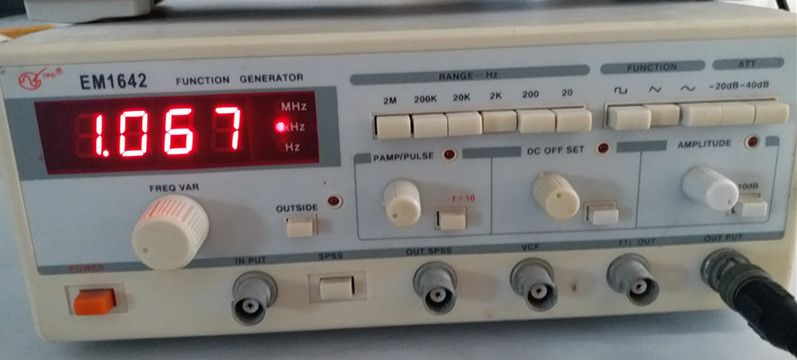 EM1642 FUNCTION GENERATOR
RANGE-Hz
FUNCTION
ATT
2M 200K 20K 2K 200 20
-20dB-40dB
1.067
MHz
kHz
Hz
PAMP/PULSE
DC OFF SET
AMPLITUDE
FREQ VAR
OUTSIDE
1~10
10dB
POWER
IN PUT
SPSS
OUT SPSS
VCF
TTL OUT
OUT PUT